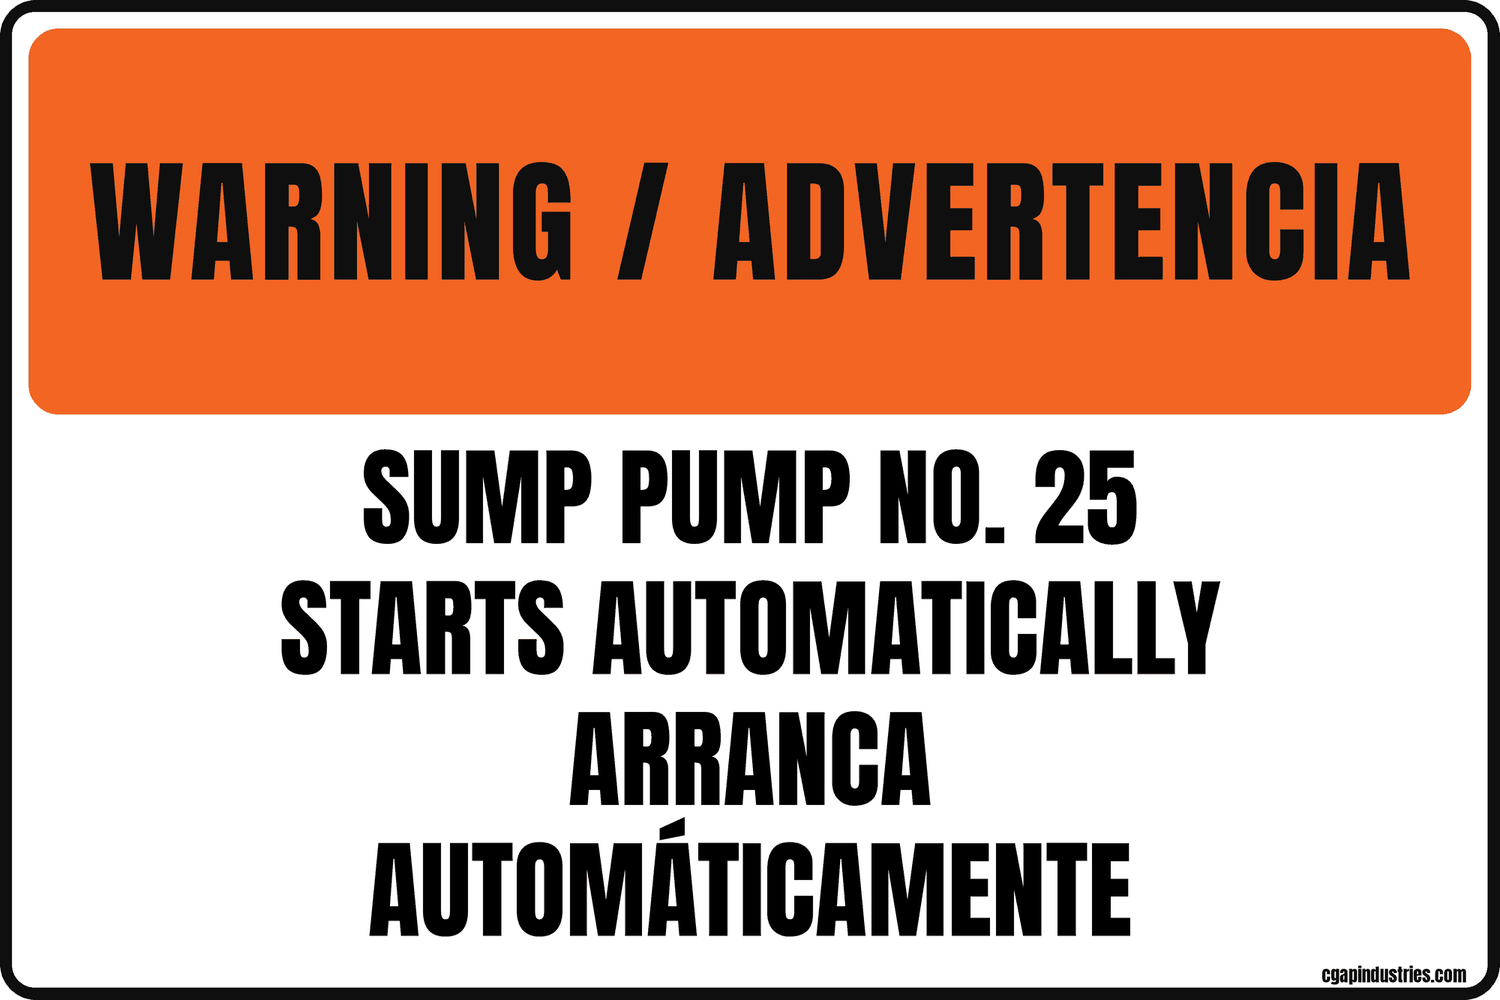 WARNING / ADVERTENCIA
SUMP PUMP NO. 25
STARTS AUTOMATICALLY
ARRANCA
AUTOMÁTICAMENTE
cgapindustries.com